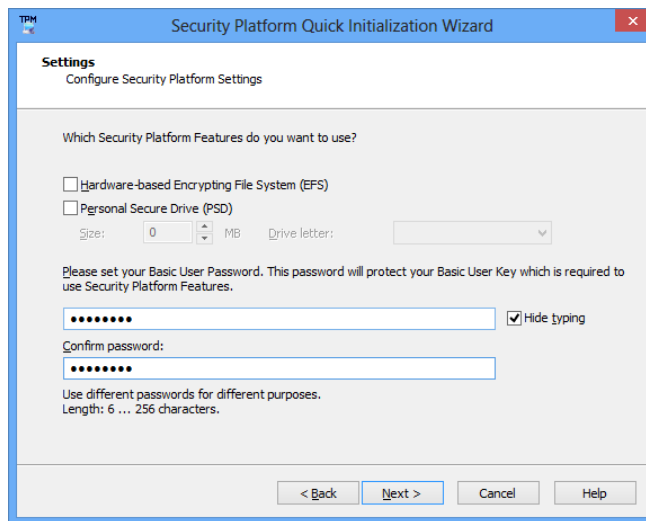 TPM
Security Platform Quick Initialization Wizard
Settings
Configure Security Platform Settings
Which Security Platform Features do you want to use?
Hardware-based Encrypting File System (EFS)
Personal Secure Drive (PSD)
Size: 0 MB Drive letter:
Please set your Basic User Password. This password will protect your Basic User Key which is required to
use Security Platform Features.
●●●●●●●● Hide typing
Confirm password:
●●●●●●●●
Use different passwords for different purposes.
Length: 6 ... 256 characters.
< Back Next > Cancel Help